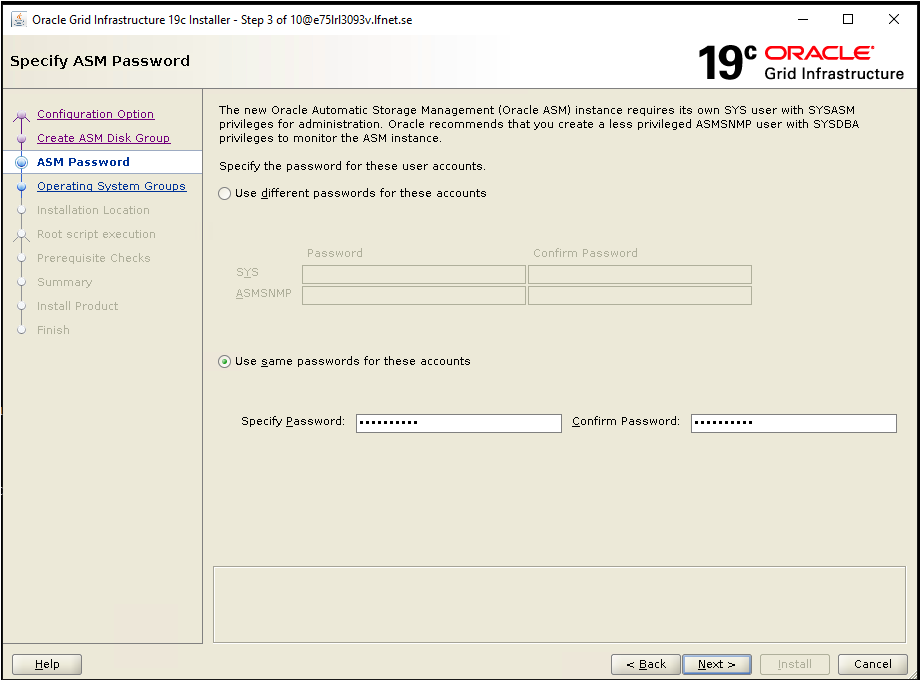 Oracle Grid Infrastructure 19c Installer - Step 3 of 10@e75lrl3093v.lfnet.se
Specify ASM Password
19c ORACLE
Grid Infrastructure
Configuration Option
Create ASM Disk Group
ASM Password
Operating System Groups
Installation Location
Root script execution
Prerequisite Checks
Summary
Install Product
Finish
The new Oracle Automatic Storage Management (Oracle ASM) instance requires its own SYS user with SYSASM
privileges for administration. Oracle recommends that you create a less privileged ASMSNMP user with SYSDBA
privileges to monitor the ASM instance.
Specify the password for these user accounts.
Use different passwords for these accounts
Password Confirm Password
SYS
ASMSNMP
Use same passwords for these accounts
Specify Password: •••••••••• Confirm Password: ••••••••••
Help < Back Next > Install Cancel